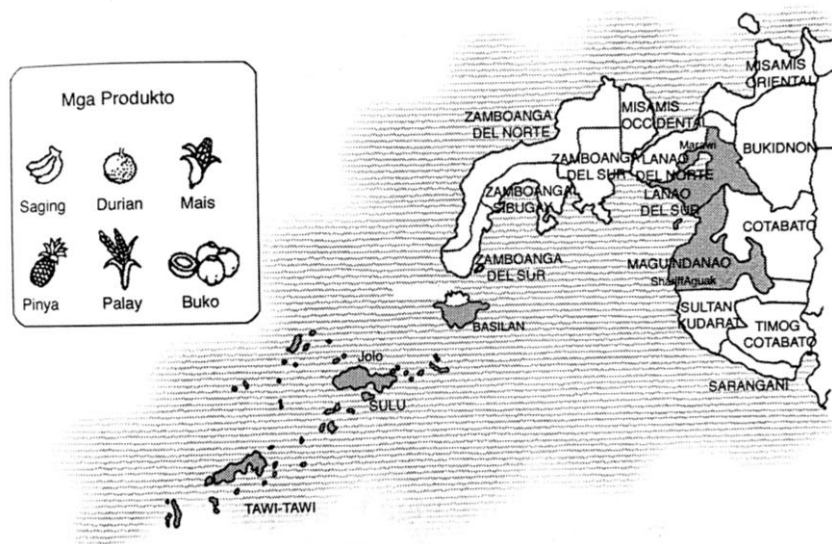 Mga Produkto
Saging
Durian
Mais
Pinya
Palay
Buko
MISAMIS
ORIENTAL
ZAMBOANGA
DEL NORTE
MISAMIS
OCCIDENTAL
Marawi
BUKIDNON
ZAMBOANGA
DEL SUR
LANAO
DEL NORTE
ZAMBOANGA
SIBUGAY
LANAO
DEL SUR
COTABATO
ZAMBOANGA
DEL SUR
MAGUINDANAO
Shariff Aguak
BASILAN
SULTAN
KUDARAT
TIMOG
COTABATO
Jolo
SARANGANI
SULU
TAWI-TAWI